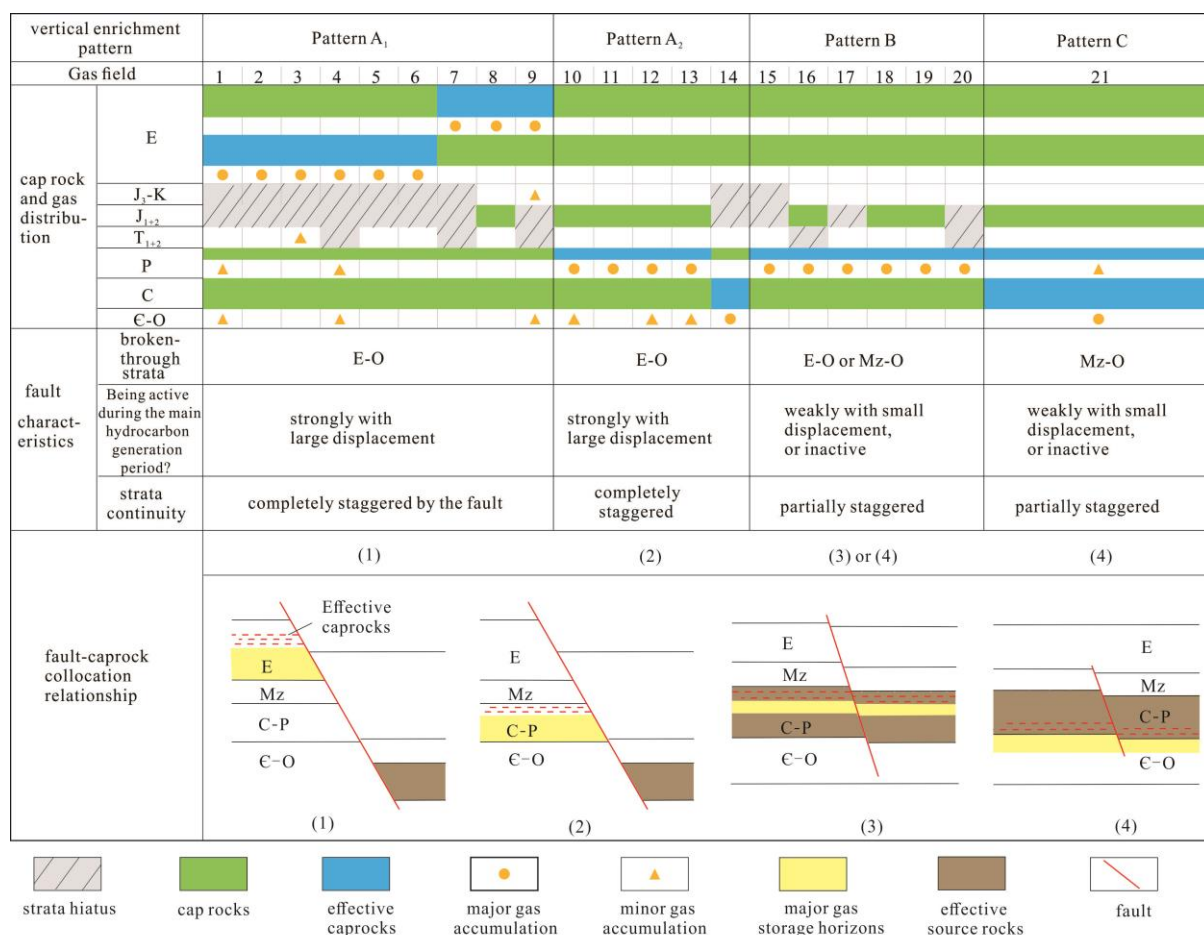 vertical enrichment
pattern
Pattern A₁
Pattern A₂
Pattern B
Pattern C
Gas field
1 2 3 4 5 6 7 8 9 10 11 12 13 14 15 16 17 18 19 20 21
cap rock
and gas
distribu-
tion
E
J₃-K
J₁₊₂
T₁₊₂
P
C
Є-O
fault
charact-
eristics
broken-
through
strata
E-O
E-O
E-O or Mz-O
Mz-O
Being active
during the main
hydrocarbon
generation
period?
strongly with
large displacement
strongly with
large displacement
weakly with small
displacement,
or inactive
weakly with small
displacement,
or inactive
strata
continuity
completely staggered by the fault
completely
staggered
partially staggered
partially staggered
fault-caprock
collocation
relationship
(1)
(2)
(3) or (4)
(4)
Effective
caprocks
E
Mz
C-P
Є-O
(1)
E
Mz
C-P
Є-O
(2)
E
Mz
C-P
Є-O
(3)
E
Mz
C-P
Є-O
(4)
strata hiatus
cap rocks
effective
caprocks
major gas
accumulation
minor gas
accumulation
major gas
storage horizons
effective
source rocks
fault